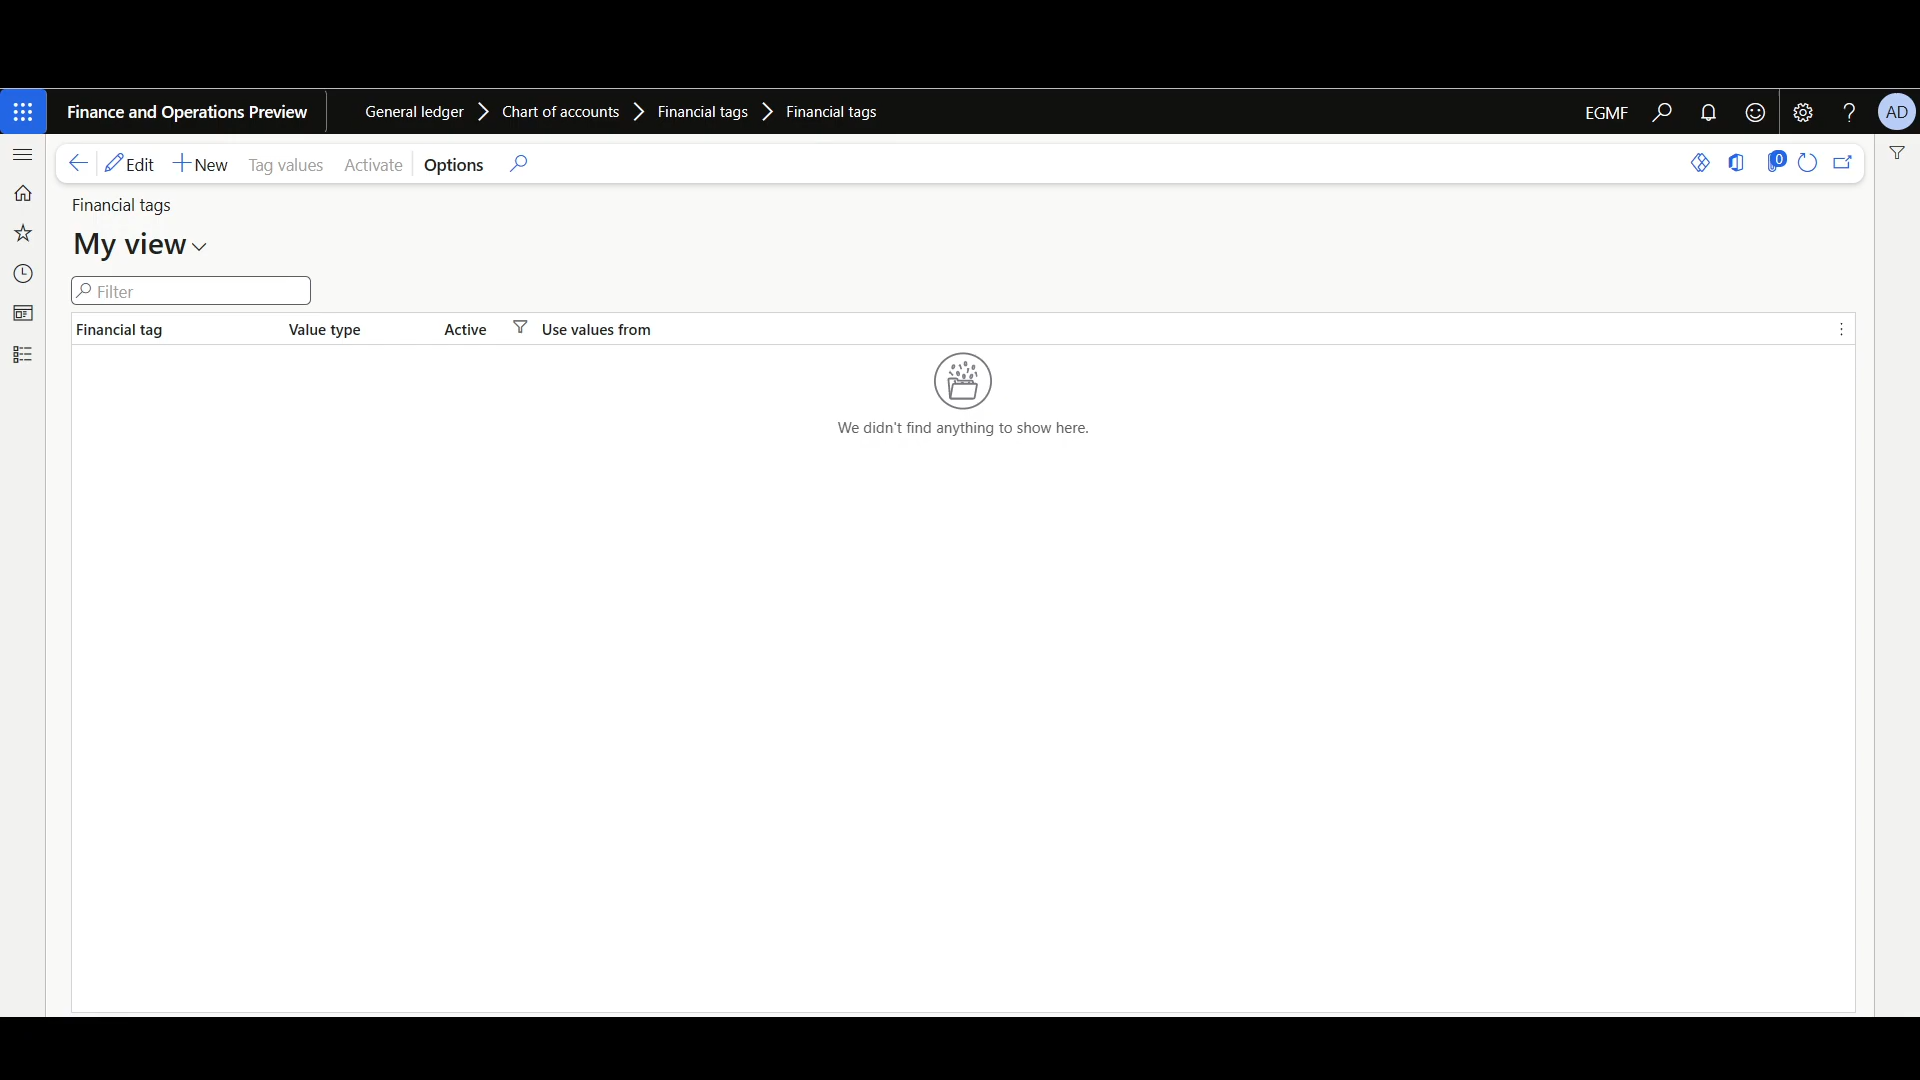 Finance and Operations Preview
General ledger
Chart of accounts
Financial tags
Financial tags
EGMF
AD
Edit
New
Tag values
Activate
Options
0
Financial tags
My view
Filter
Financial tag
Value type
Active
Use values from
We didn't find anything to show here.